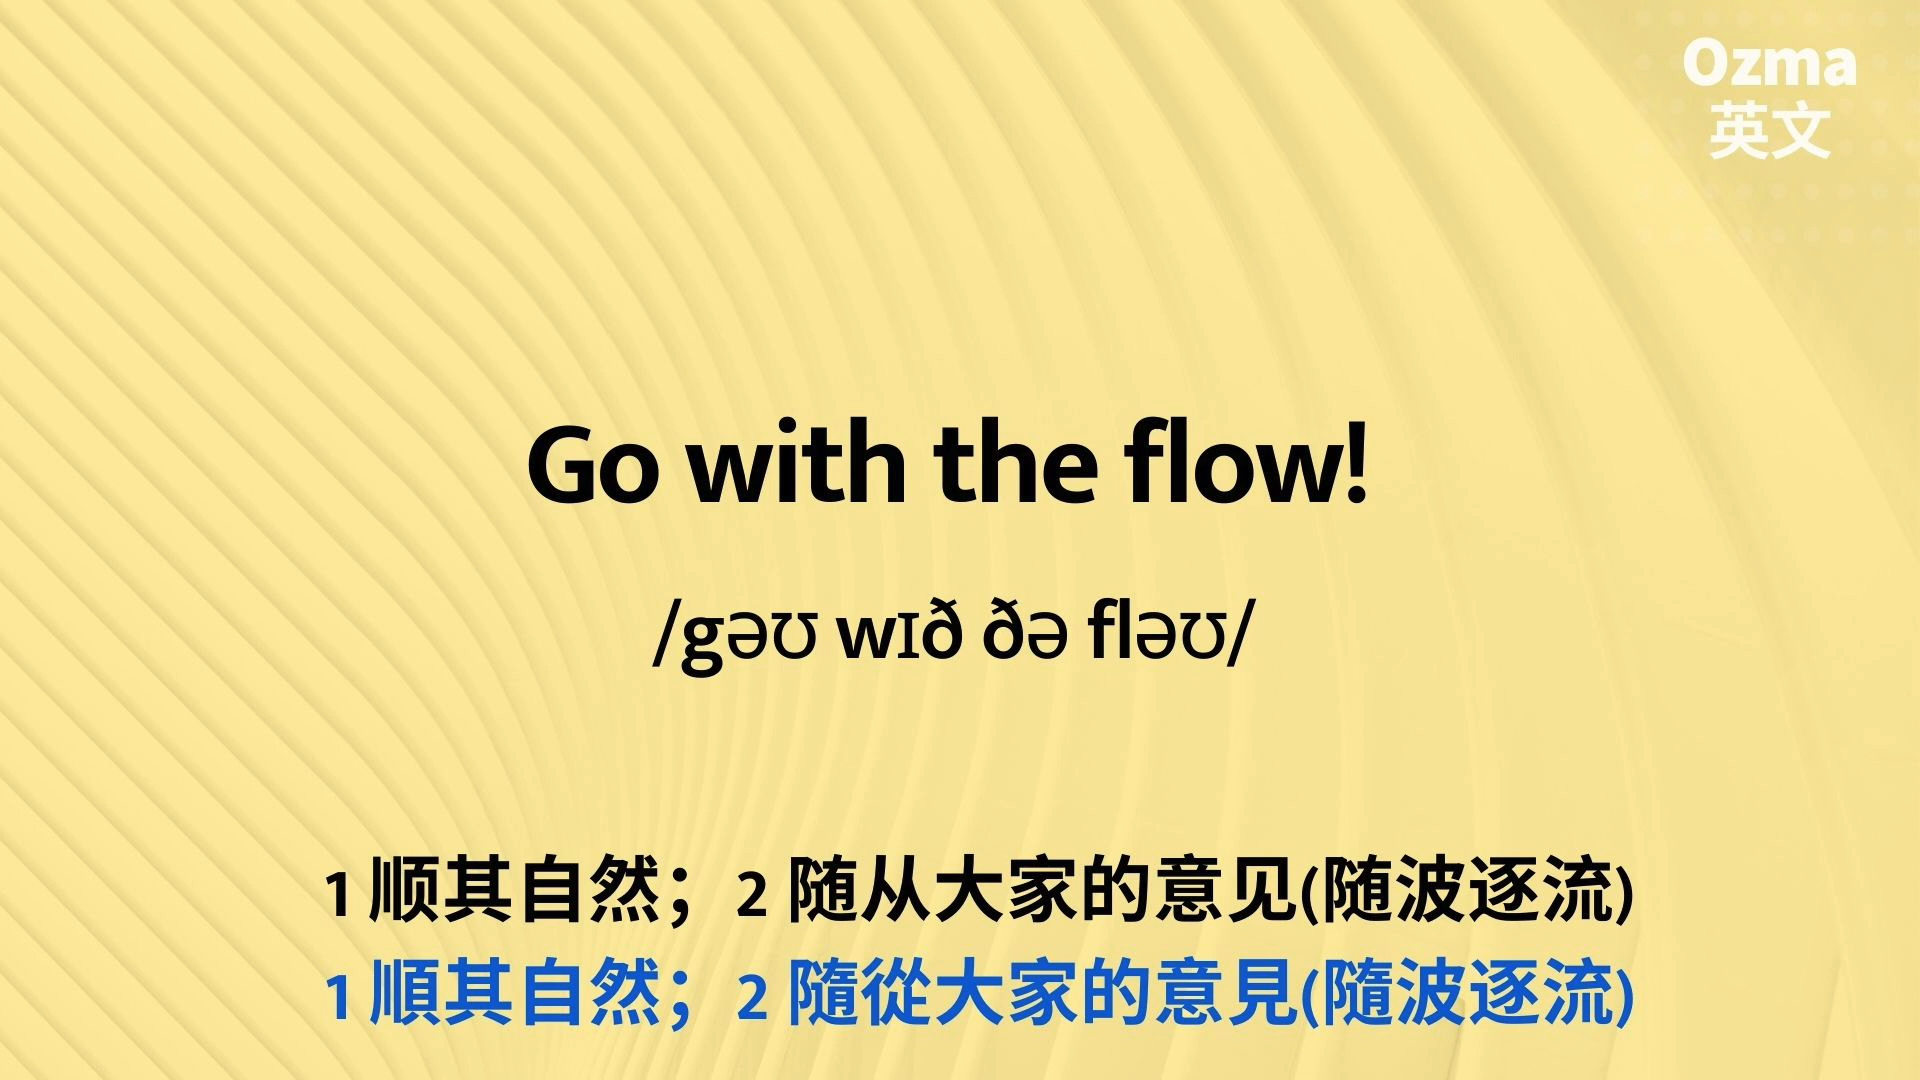 Ozma
英文
Go with the flow!
/gəʊ wɪð ðə fləʊ/
1 顺其自然；2 随从大家的意见(随波逐流)
1 順其自然；2 隨從大家的意見(隨波逐流)